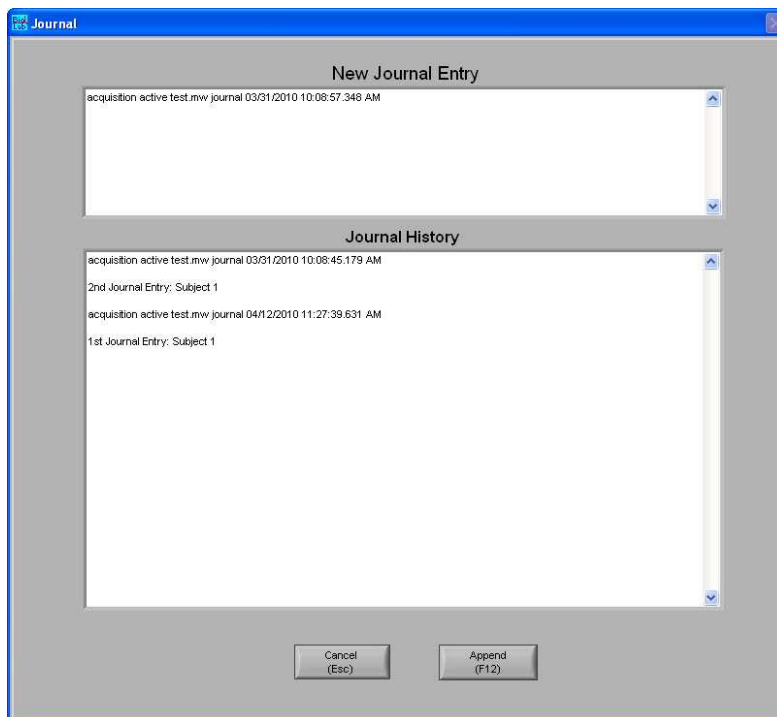 Journal
New Journal Entry
acquisition active test.mw journal 03/31/2010 10:08:57.348 AM
Journal History
acquisition active test.mw journal 03/31/2010 10:08:45.179 AM
2nd Journal Entry: Subject 1
acquisition active test.mw journal 04/12/2010 11:27:39.631 AM
1st Journal Entry: Subject 1
Cancel
(Esc)
Append
(F12)